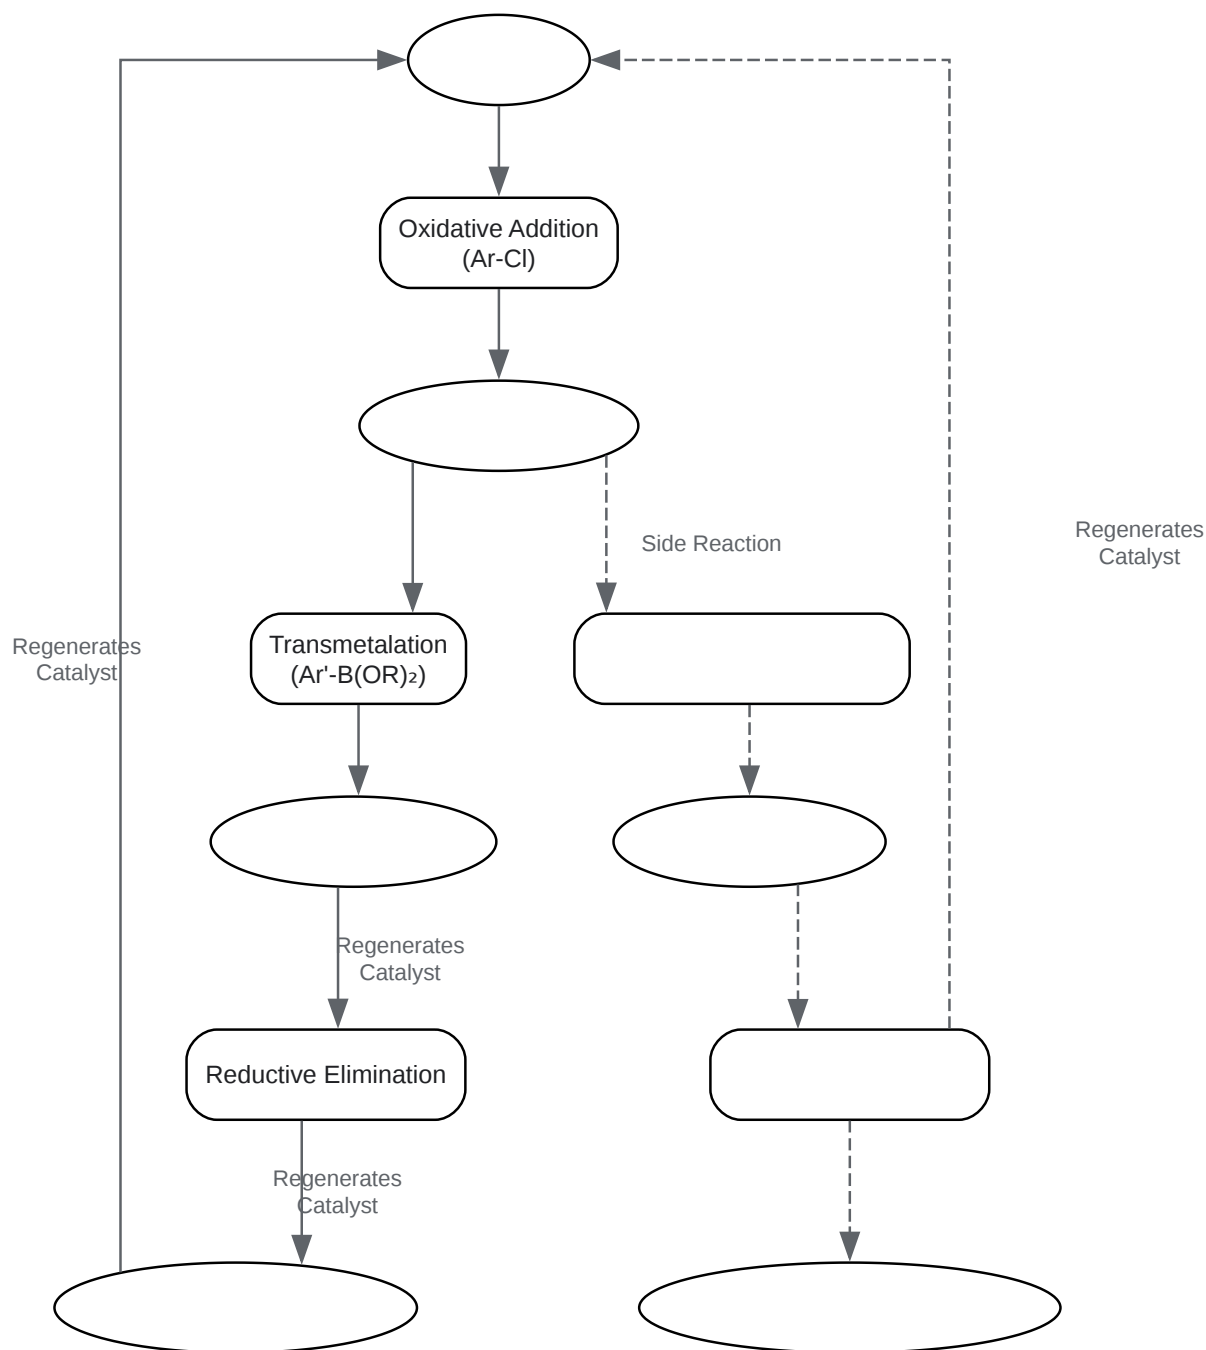 Oxidative Addition
(Ar-Cl)
Side Reaction
Regenerates
Catalyst
Regenerates
Catalyst
Transmetalation
(Ar'-B(OR)₂)
Regenerates
Catalyst
Reductive Elimination
Regenerates
Catalyst